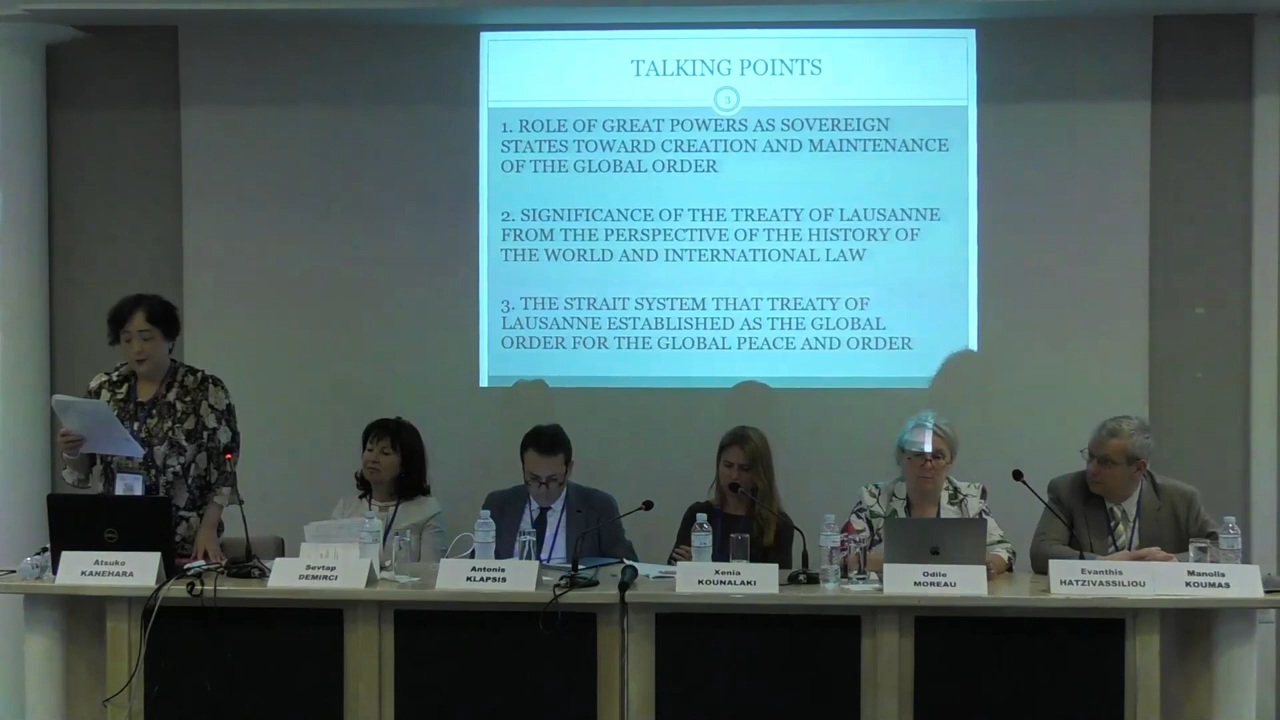 TALKING POINTS
3
1. ROLE OF GREAT POWERS AS SOVEREIGN
STATES TOWARD CREATION AND MAINTENANCE
OF THE GLOBAL ORDER
2. SIGNIFICANCE OF THE TREATY OF LAUSANNE
FROM THE PERSPECTIVE OF THE HISTORY OF
THE WORLD AND INTERNATIONAL LAW
3. THE STRAIT SYSTEM THAT TREATY OF
LAUSANNE ESTABLISHED AS THE GLOBAL
ORDER FOR THE GLOBAL PEACE AND ORDER
Atsuko
KANEHARA
Sevtap
DEMIRCI
Antonis
KLAPSIS
Xenia
KOUNALAKI
Odile
MOREAU
Evanthis
HATZIVASSILIOU
Manolis
KOUMAS